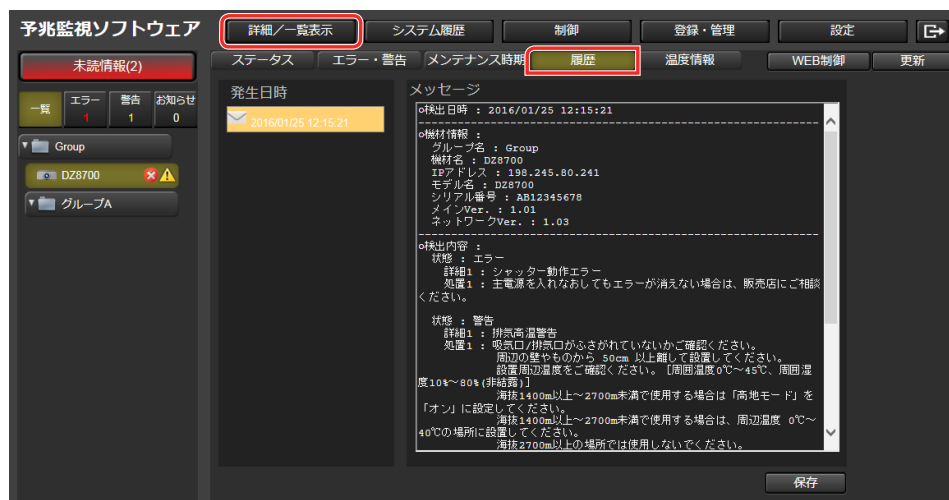 予兆監視ソフトウェア
詳細／一覧表示 システム履歴 制御 登録・管理 設定
未読情報(2)
ステータス エラー・警告 メンテナンス時期 履歴 温度情報 WEB制御 更新
一覧 エラー 1 警告 1 お知らせ 0
Group
DZ8700
グループA
発生日時
2016/01/25 12:15:21
メッセージ
o検出日時 : 2016/01/25 12:15:21
--------------------------------------------------------------
o機材情報 :
グループ名 : Group
機材名 : DZ8700
IPアドレス : 198.245.80.241
モデル名 : DZ8700
シリアル番号 : AB12345678
メインVer. : 1.01
ネットワークVer. : 1.03
--------------------------------------------------------------
o検出内容 :
状態 : エラー
詳細1 : シャッター動作エラー
処置1 : 主電源を入れなおしてもエラーが消えない場合は、販売店にご相談
ください。
状態 : 警告
詳細1 : 排気高温警告
処置1 : 吸気口/排気口がふさがれていないかご確認ください。
周辺の壁やものから 50cm 以上離して設置してください。
設置周辺温度をご確認ください。［周囲温度0℃～45℃、周囲湿
度10%～80%(非結露)］
海抜1400m以上～2700m未満で使用する場合は「高地モード」を
「オン」に設定してください。
海抜1400m以上～2700m未満で使用する場合は、周辺温度 0℃～
40℃の場所に設置してください。
海抜2700m以上の場所では使用しないでください。
保存